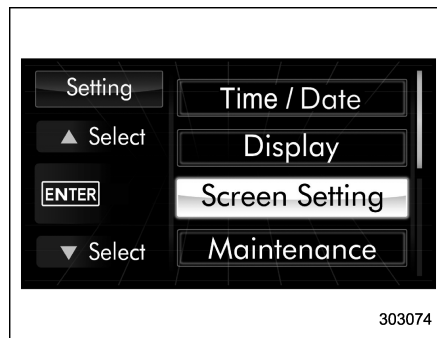 Setting
▲ Select
ENTER
▼ Select
Time / Date
Display
Screen Setting
Maintenance
303074